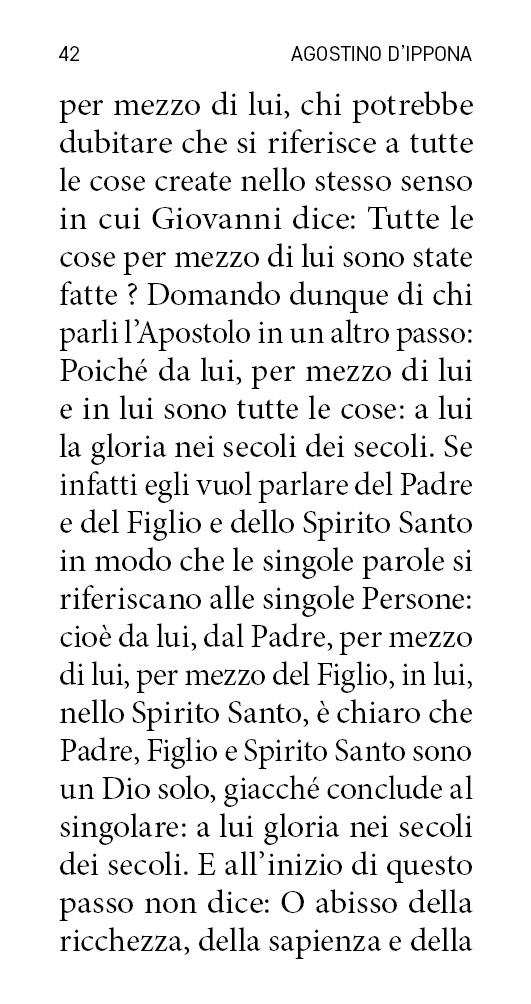 42 AGOSTINO D'IPPONA
per mezzo di lui, chi potrebbe
dubitare che si riferisce a tutte
le cose create nello stesso senso
in cui Giovanni dice: Tutte le
cose per mezzo di lui sono state
fatte ? Domando dunque di chi
parli l'Apostolo in un altro passo:
Poiché da lui, per mezzo di lui
e in lui sono tutte le cose: a lui
la gloria nei secoli dei secoli. Se
infatti egli vuol parlare del Padre
e del Figlio e dello Spirito Santo
in modo che le singole parole si
riferiscano alle singole Persone:
cioè da lui, dal Padre, per mezzo
di lui, per mezzo del Figlio, in lui,
nello Spirito Santo, è chiaro che
Padre, Figlio e Spirito Santo sono
un Dio solo, giacché conclude al
singolare: a lui gloria nei secoli
dei secoli. E all'inizio di questo
passo non dice: O abisso della
ricchezza, della sapienza e della